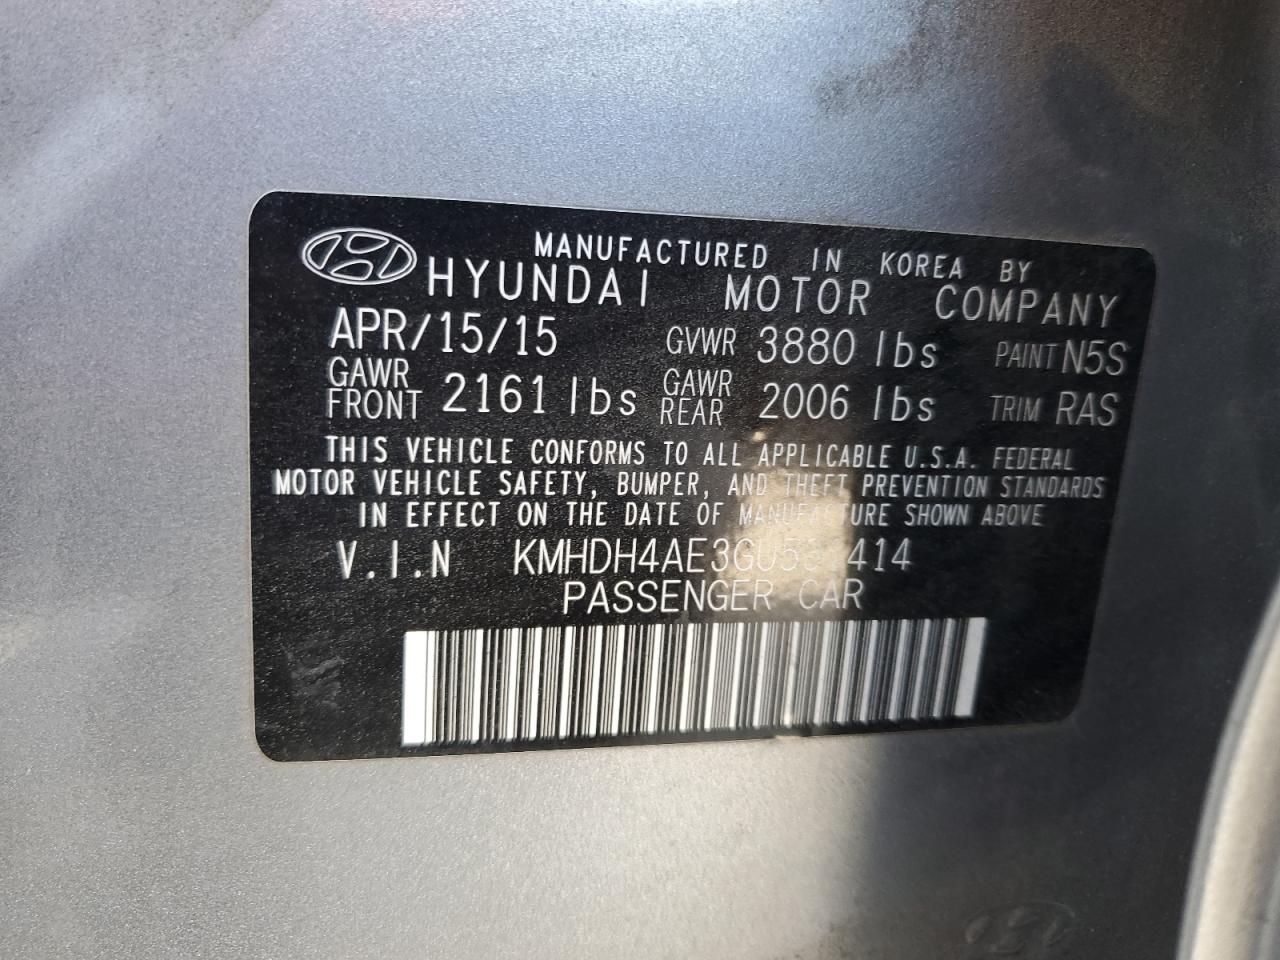 MANUFACTURED IN KOREA BY
HYUNDAI MOTOR COMPANY
APR/15/15 GVWR 3880 lbs PAINT N5S
GAWR FRONT 2161 lbs GAWR REAR 2006 lbs TRIM RAS
THIS VEHICLE CONFORMS TO ALL APPLICABLE U.S.A. FEDERAL
MOTOR VEHICLE SAFETY, BUMPER, AND THEFT PREVENTION STANDARDS
IN EFFECT ON THE DATE OF MANUFACTURE SHOWN ABOVE
V.I.N
PASSENGER CAR